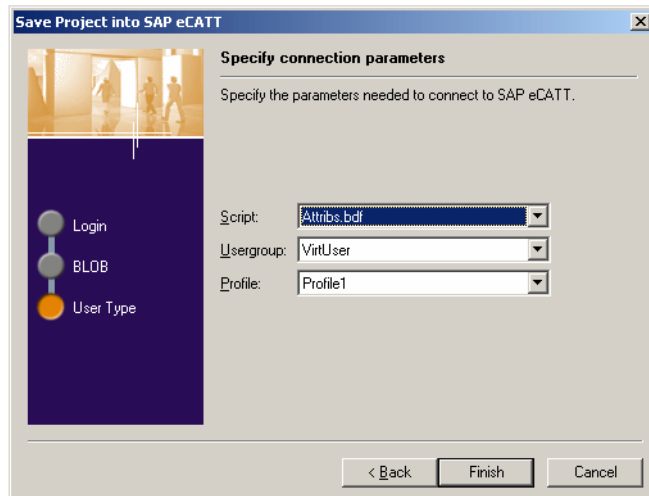 Save Project into SAP eCATT
Specify connection parameters
Specify the parameters needed to connect to SAP eCATT.
Login
BLOB
User Type
Script: Attribs.bdf
Usergroup: VirtUser
Profile: Profile1
< Back Finish Cancel